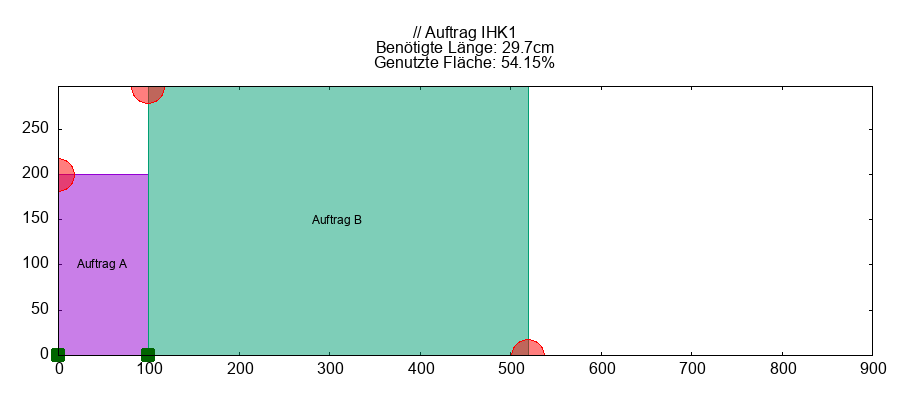 // Auftrag IHK1
Benötigte Länge: 29.7cm
Genutzte Fläche: 54.15%
250
200
150
100
50
0
Auftrag A
Auftrag B
0 100 200 300 400 500 600 700 800 900